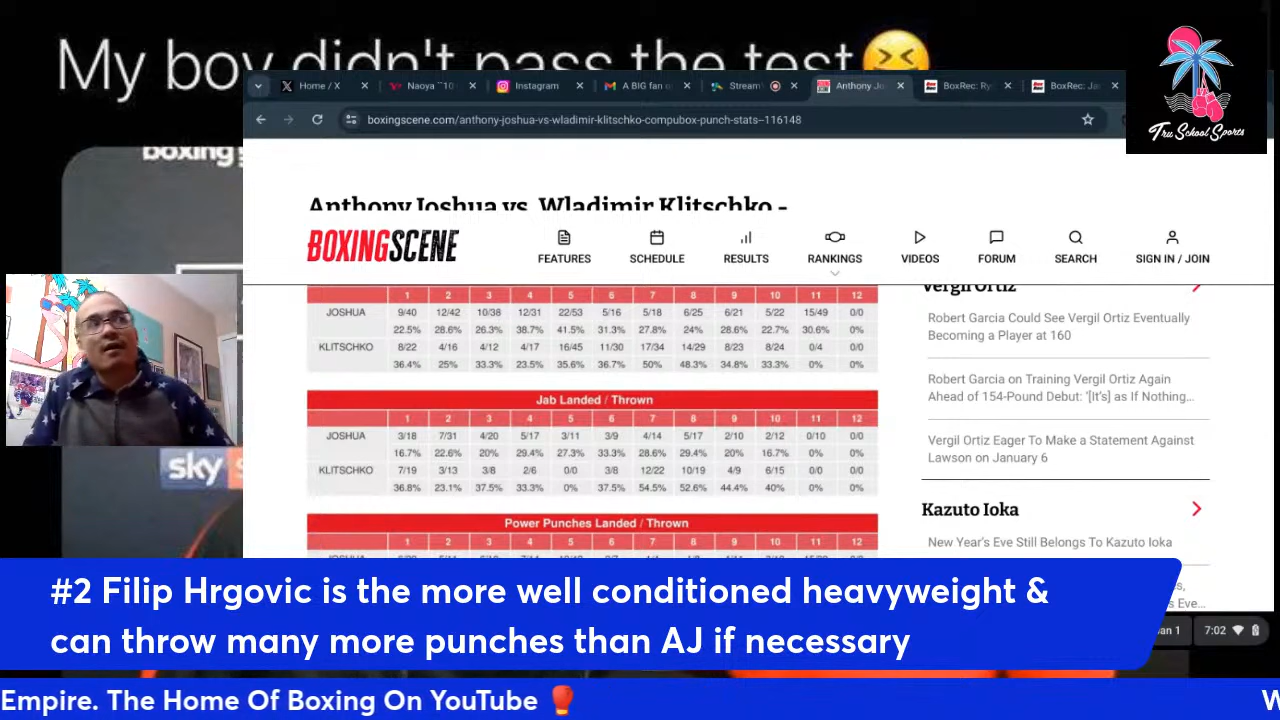 My boy didn't pass the test😆
Home / X
Naoya ~10
Instagram
A BIG fan o
Stream
Anthony Jo
BoxRec: Ry
BoxRec: Ja
boxingscene.com/anthony-joshua-vs-wladimir-klitschko-compubox-punch-stats--116148
Tru School Sports
boxing
Anthony Joshua vs. Wladimir Klitschko -
BOXINGSCENE
FEATURES
SCHEDULE
RESULTS
RANKINGS
VIDEOS
FORUM
SEARCH
SIGN IN / JOIN
1 2 3 4 5 6 7 8 9 10 11 12
JOSHUA 9/40 12/42 10/38 12/31 22/53 5/16 5/18 6/25 6/21 5/22 15/49 0/0
22.5% 28.6% 26.3% 38.7% 41.5% 31.3% 27.8% 24% 28.6% 22.7% 30.6% 0%
KLITSCHKO 8/22 4/16 4/12 4/17 16/45 11/30 17/34 14/29 8/23 8/24 0/4 0/0
36.4% 25% 33.3% 23.5% 35.6% 36.7% 50% 48.3% 34.8% 33.3% 0% 0%
Jab Landed / Thrown
1 2 3 4 5 6 7 8 9 10 11 12
JOSHUA 3/18 7/31 4/20 5/17 3/11 3/9 4/14 5/17 2/10 2/12 0/10 0/0
16.7% 22.6% 20% 29.4% 27.3% 33.3% 28.6% 29.4% 20% 16.7% 0% 0%
KLITSCHKO 7/19 3/13 3/8 2/6 0/0 3/8 12/22 10/19 4/9 6/15 0/0 0/0
36.8% 23.1% 37.5% 33.3% 0% 37.5% 54.5% 52.6% 44.4% 40% 0% 0%
Power Punches Landed / Thrown
1 2 3 4 5 6 7 8 9 10 11 12
Vergil Ortiz
Robert Garcia Could See Vergil Ortiz Eventually
Becoming a Player at 160
Robert Garcia on Training Vergil Ortiz Again
Ahead of 154-Pound Debut: '[It's] as If Nothing...
Vergil Ortiz Eager To Make a Statement Against
Lawson on January 6
Kazuto Ioka
New Year's Eve Still Belongs To Kazuto Ioka
s Eve...
sky
an 1
7:02
#2 Filip Hrgovic is the more well conditioned heavyweight &
can throw many more punches than AJ if necessary
Empire. The Home Of Boxing On YouTube 🥊
W